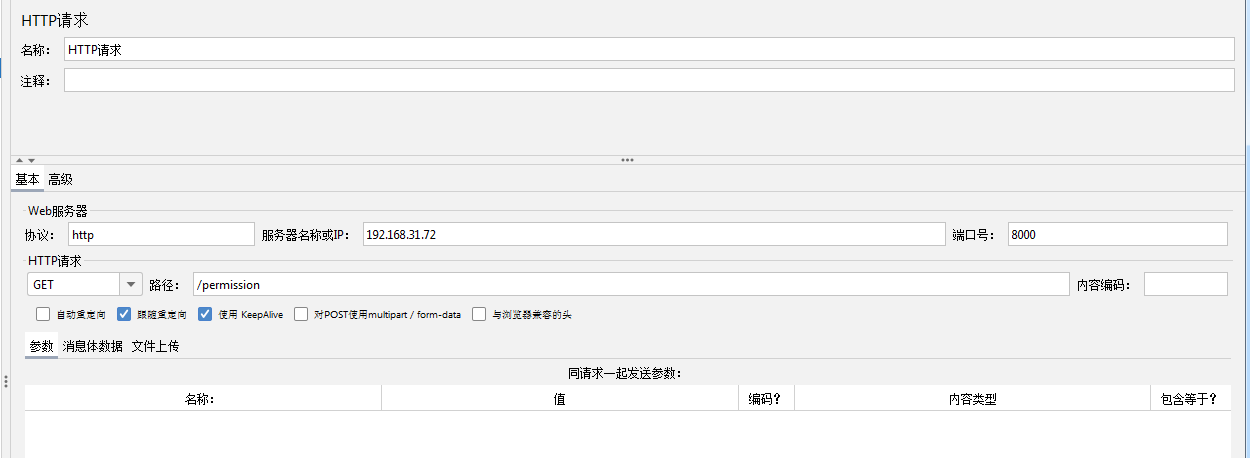 HTTP请求
名称： HTTP请求
注释：
基本 高级
Web服务器
协议： http 服务器名称或IP： 192.168.31.72 端口号： 8000
HTTP请求
GET 路径： /permission 内容编码：
自动重定向 跟随重定向 使用 KeepAlive 对POST使用multipart / form-data 与浏览器兼容的头
参数 消息体数据 文件上传
同请求一起发送参数：
名称： 值 编码？ 内容类型 包含等于？